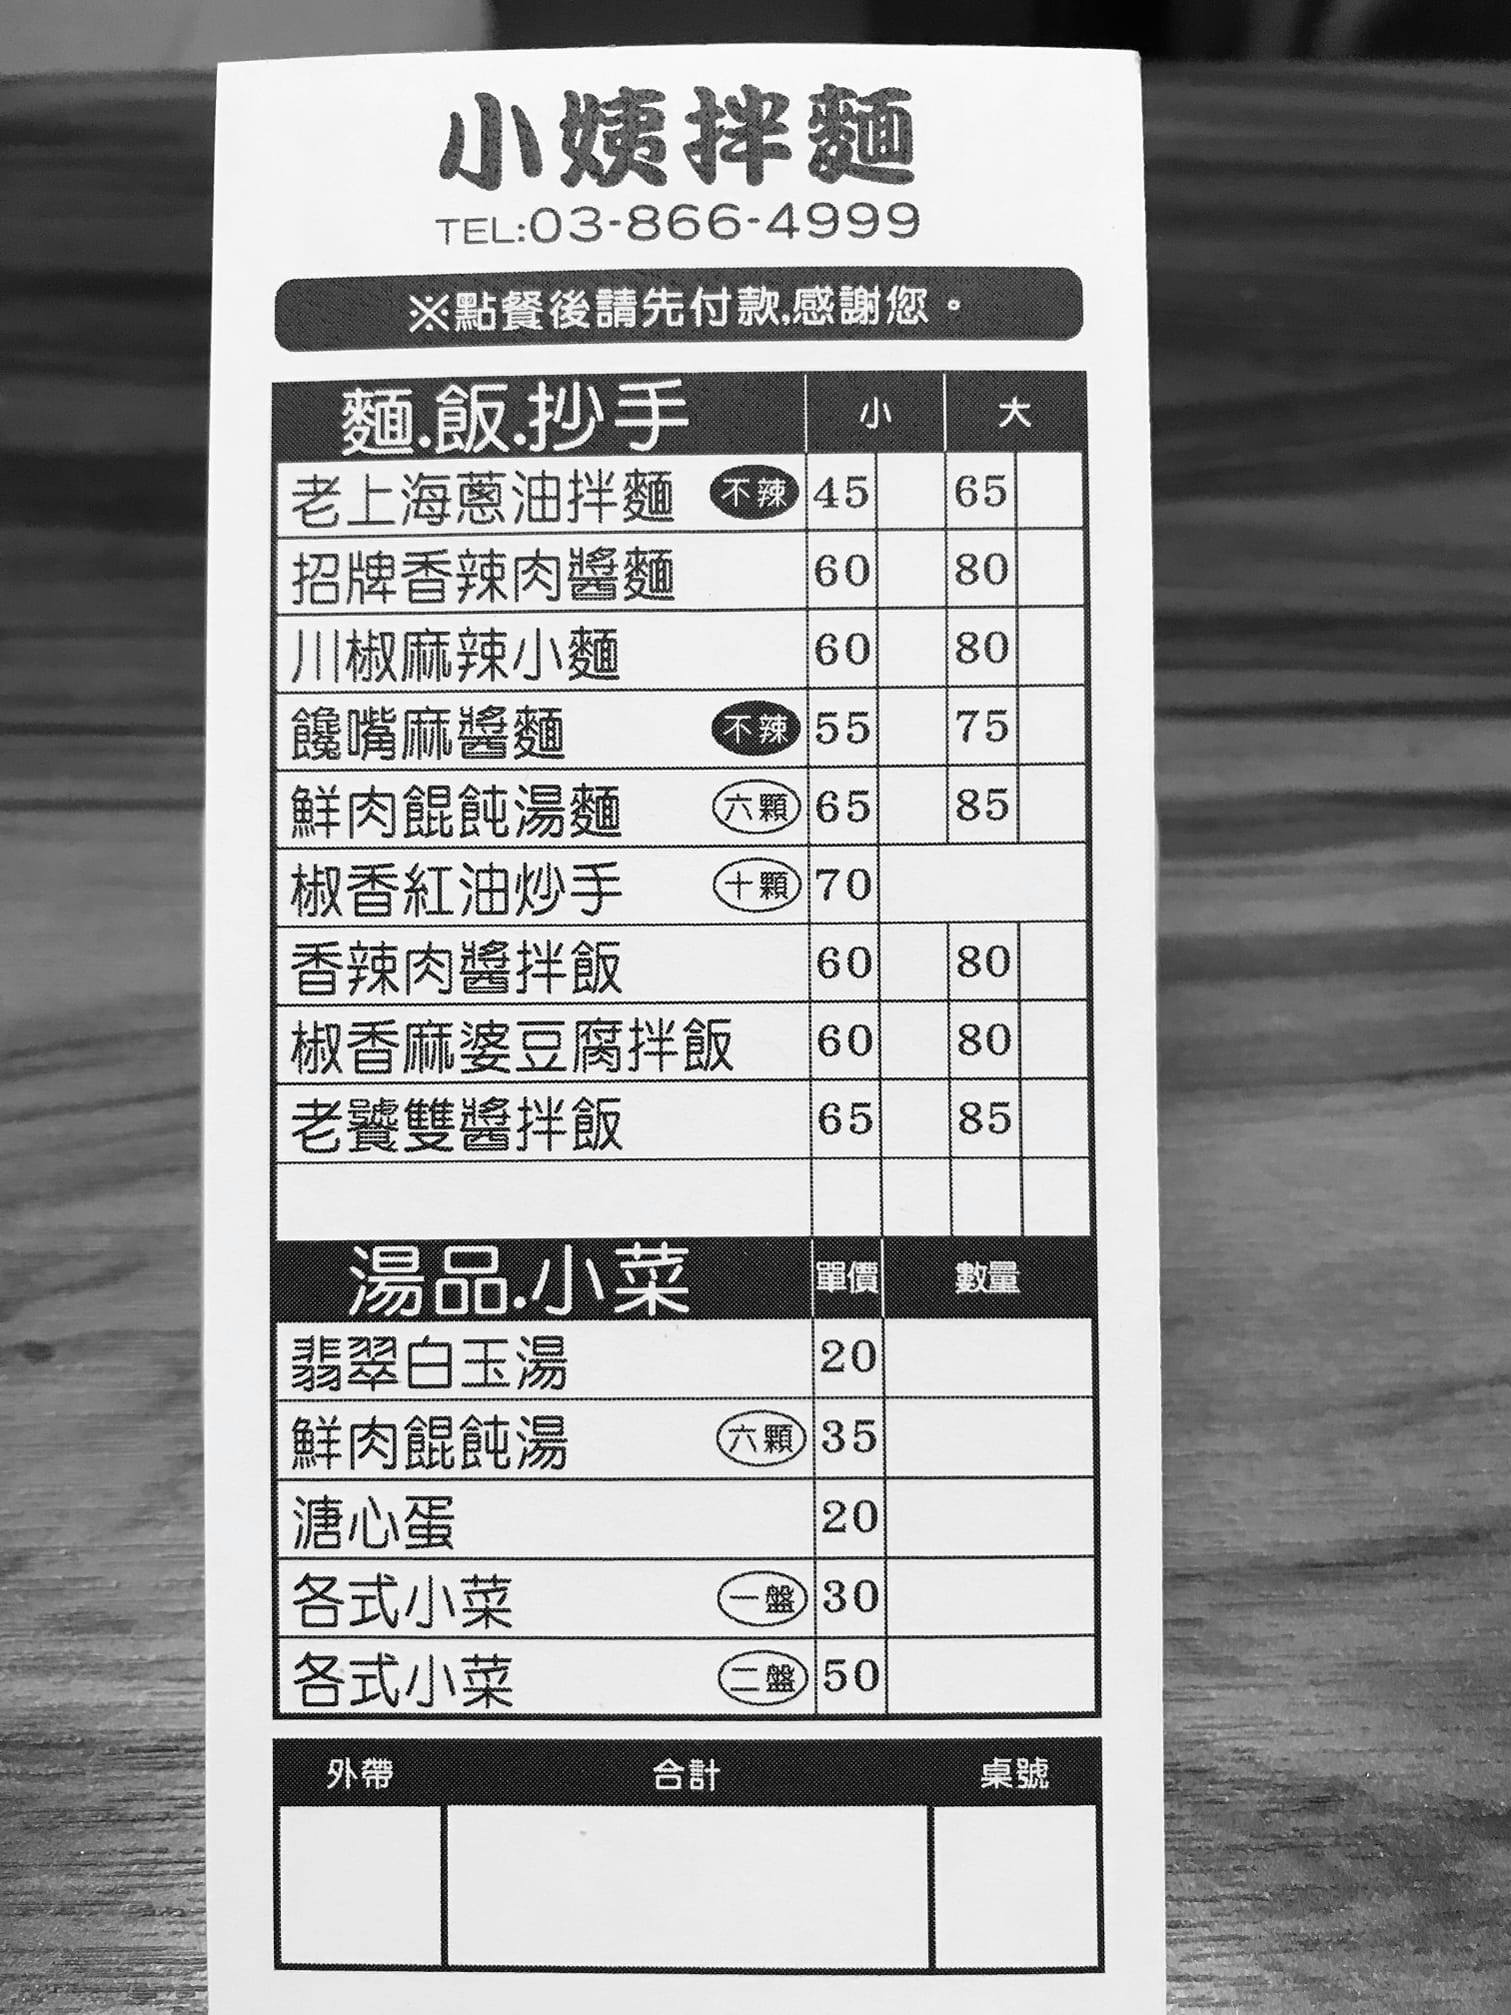 小姨拌麵
TEL:03-866-4999
※點餐後請先付款,感謝您。
麵.飯.抄手 小 大
老上海蔥油拌麵 不辣 45 65
招牌香辣肉醬麵 60 80
川椒麻辣小麵 60 80
饞嘴麻醬麵 不辣 55 75
鮮肉餛飩湯麵 六顆 65 85
椒香紅油炒手 十顆 70
香辣肉醬拌飯 60 80
椒香麻婆豆腐拌飯 60 80
老饕雙醬拌飯 65 85
湯品.小菜 單價 數量
翡翠白玉湯 20
鮮肉餛飩湯 六顆 35
溏心蛋 20
各式小菜 一盤 30
各式小菜 二盤 50
外帶 合計 桌號